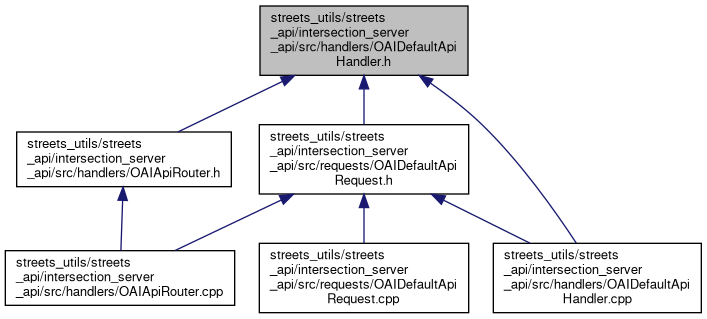 streets_utils/streets
_api/intersection_server
_api/src/handlers/OAIDefaultApi
Handler.h
streets_utils/streets
_api/intersection_server
_api/src/handlers/OAIApiRouter.h
streets_utils/streets
_api/intersection_server
_api/src/requests/OAIDefaultApi
Request.h
streets_utils/streets
_api/intersection_server
_api/src/handlers/OAIApiRouter.cpp
streets_utils/streets
_api/intersection_server
_api/src/requests/OAIDefaultApi
Request.cpp
streets_utils/streets
_api/intersection_server
_api/src/handlers/OAIDefaultApi
Handler.cpp